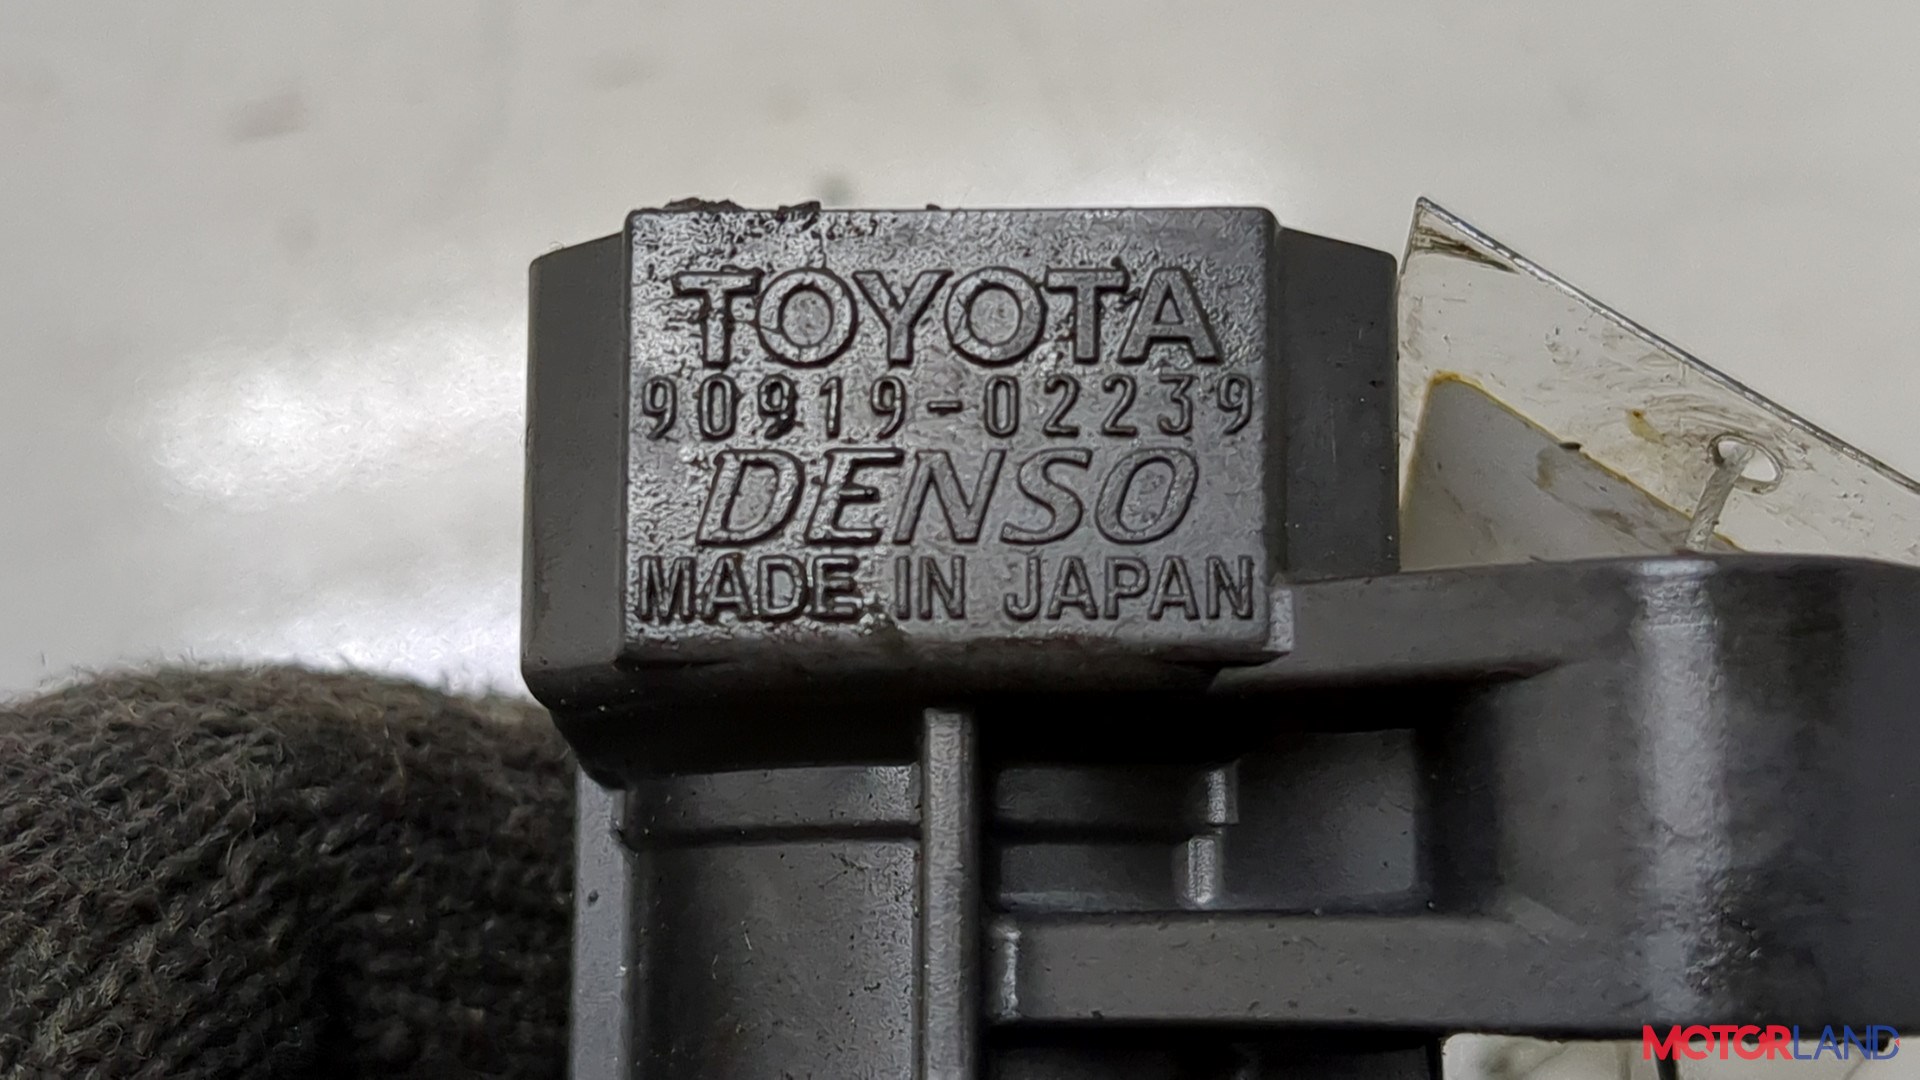 TOYOTA
90919-02239
DENSO
MADE IN JAPAN
MOTORLAND